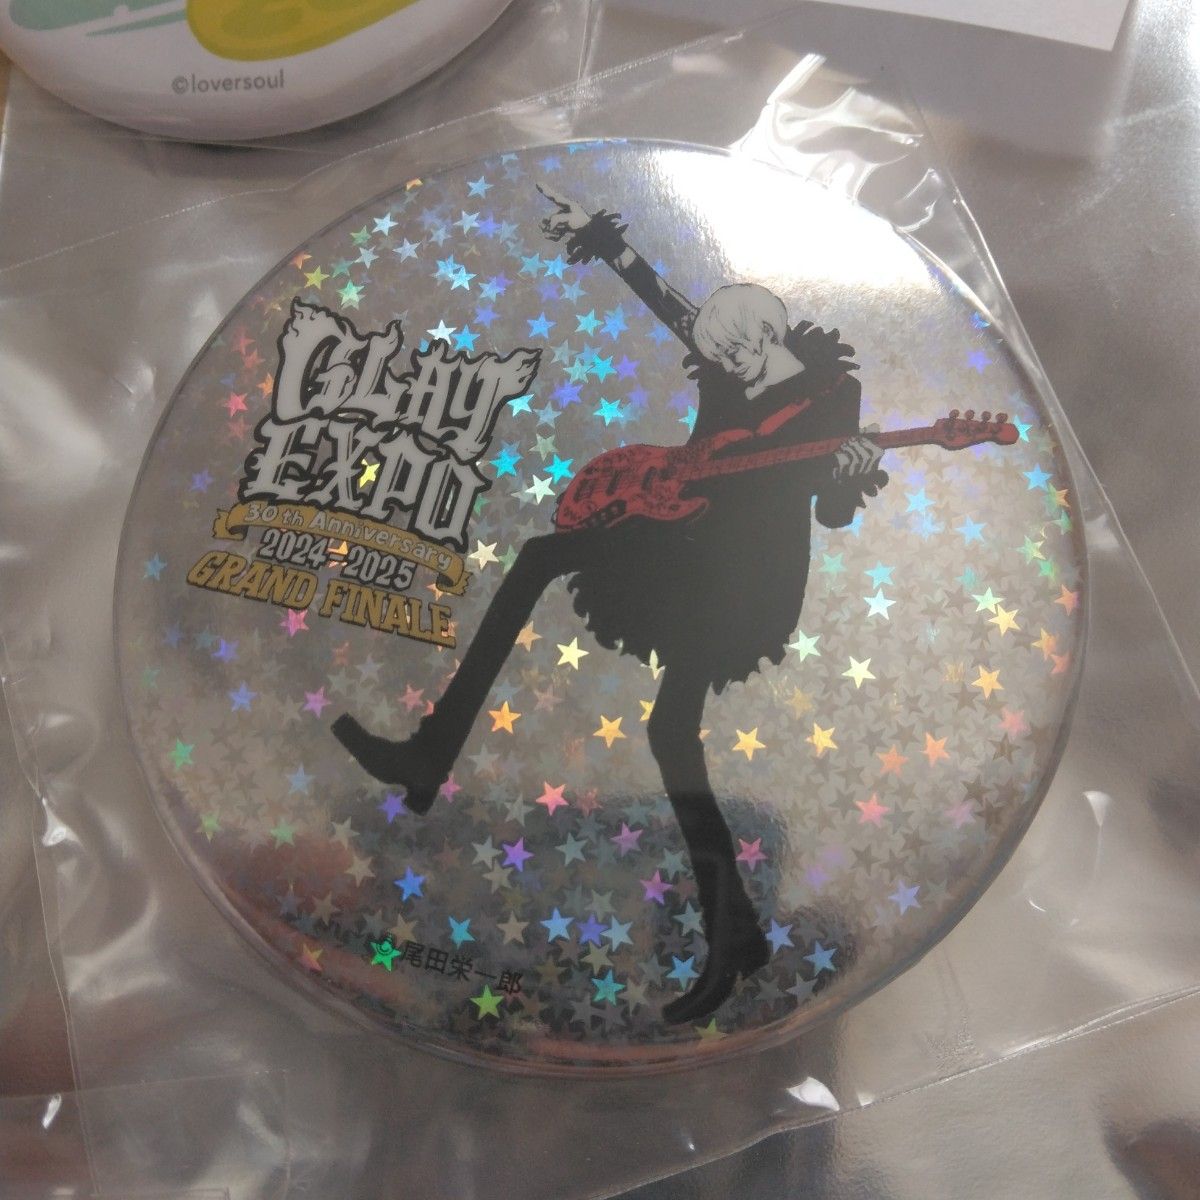 ©loversoul
GLAY
EXPO
30th Anniversary
2024-2025
GRAND FINALE
©尾田栄一郎